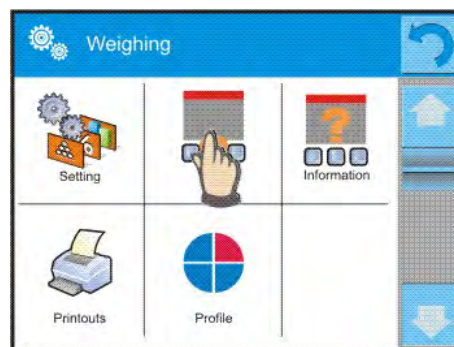 Weighing
Setting
Information
Printouts
Profile